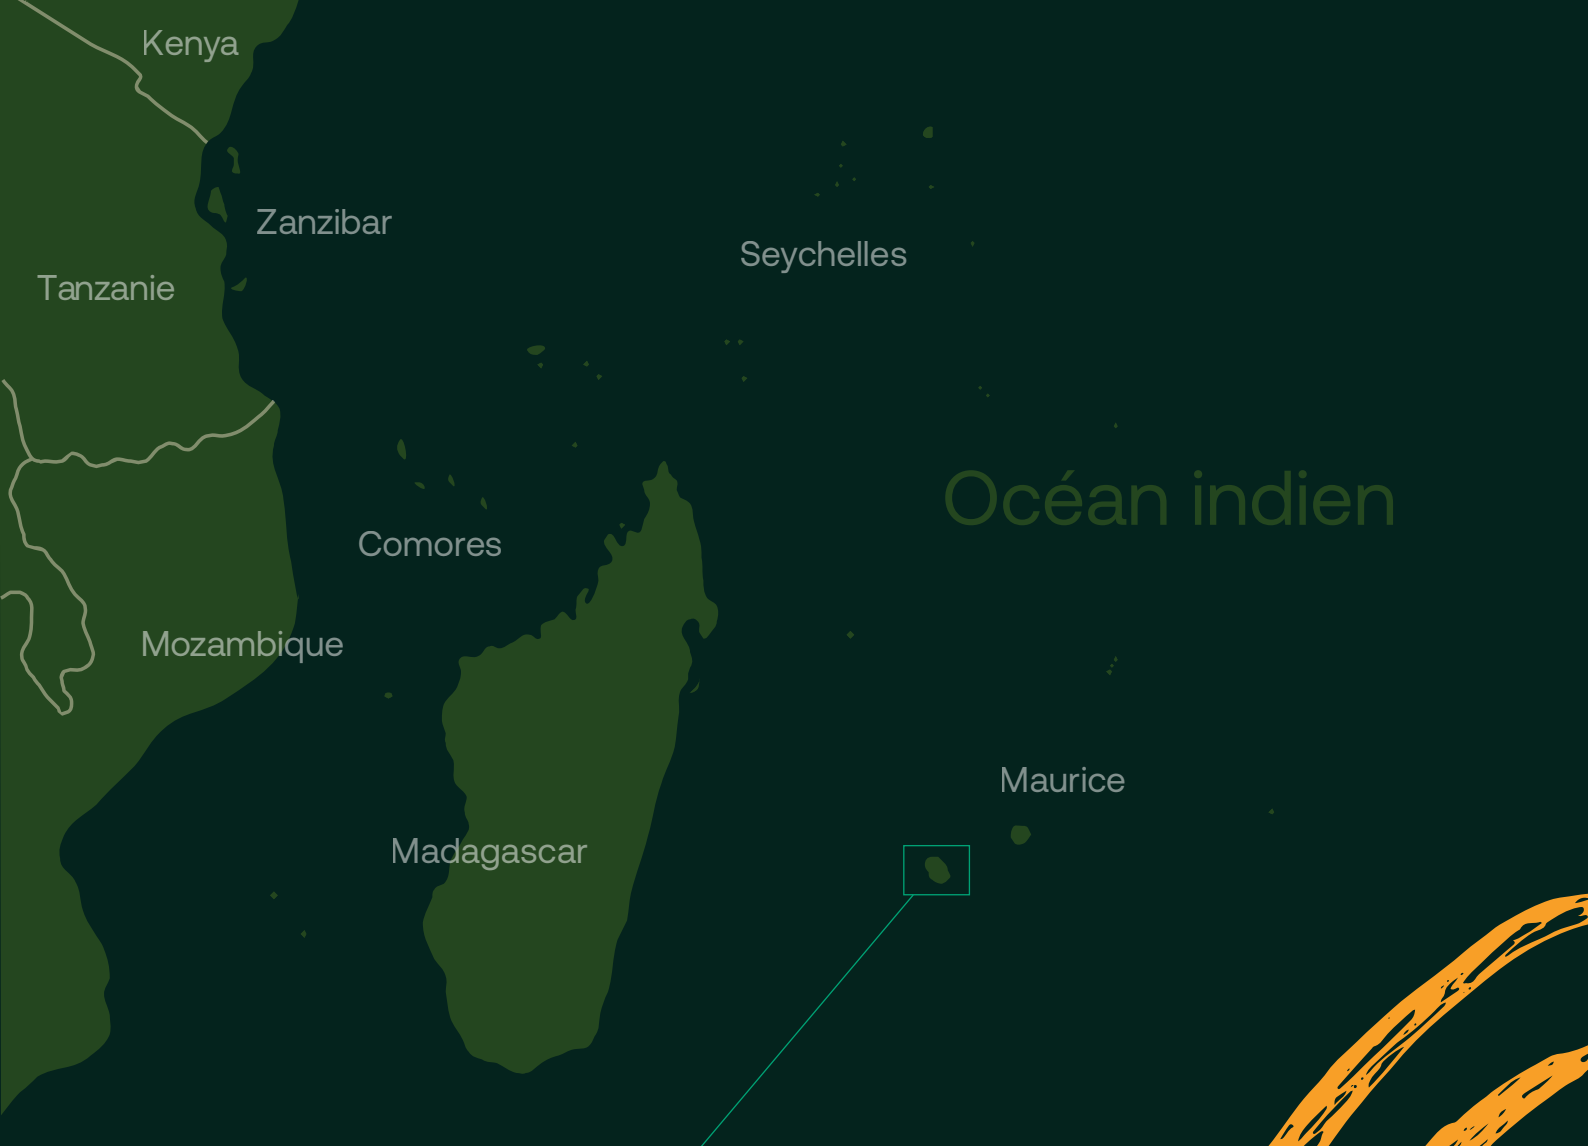 Kenya
Zanzibar
Seychelles
Tanzanie
Océan indien
Comores
Mozambique
Maurice
Madagascar